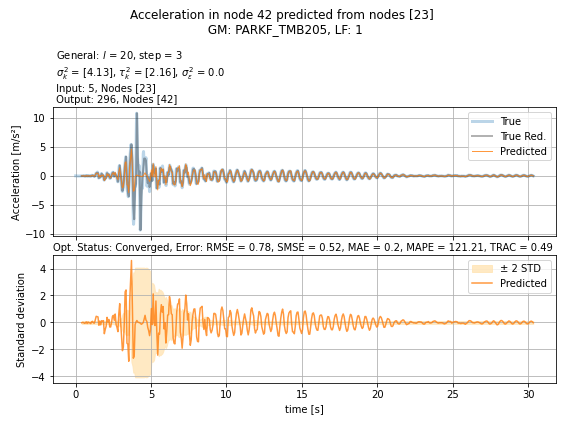 Acceleration in node 42 predicted from nodes [23]
GM: PARKF_TMB205, LF: 1
General: l = 20, step = 3
σ²ₖ = [4.13], τ²ₖ = [2.16], σ²ₑ = 0.0
Input: 5, Nodes [23]
Output: 296, Nodes [42]
Acceleration [m/s²]
10
5
0
−5
−10
True
True Red.
Predicted
Opt. Status: Converged, Error: RMSE = 0.78, SMSE = 0.52, MAE = 0.2, MAPE = 121.21, TRAC = 0.49
Standard deviation
4
2
0
−2
−4
± 2 STD
Predicted
0 5 10 15 20 25 30
time [s]